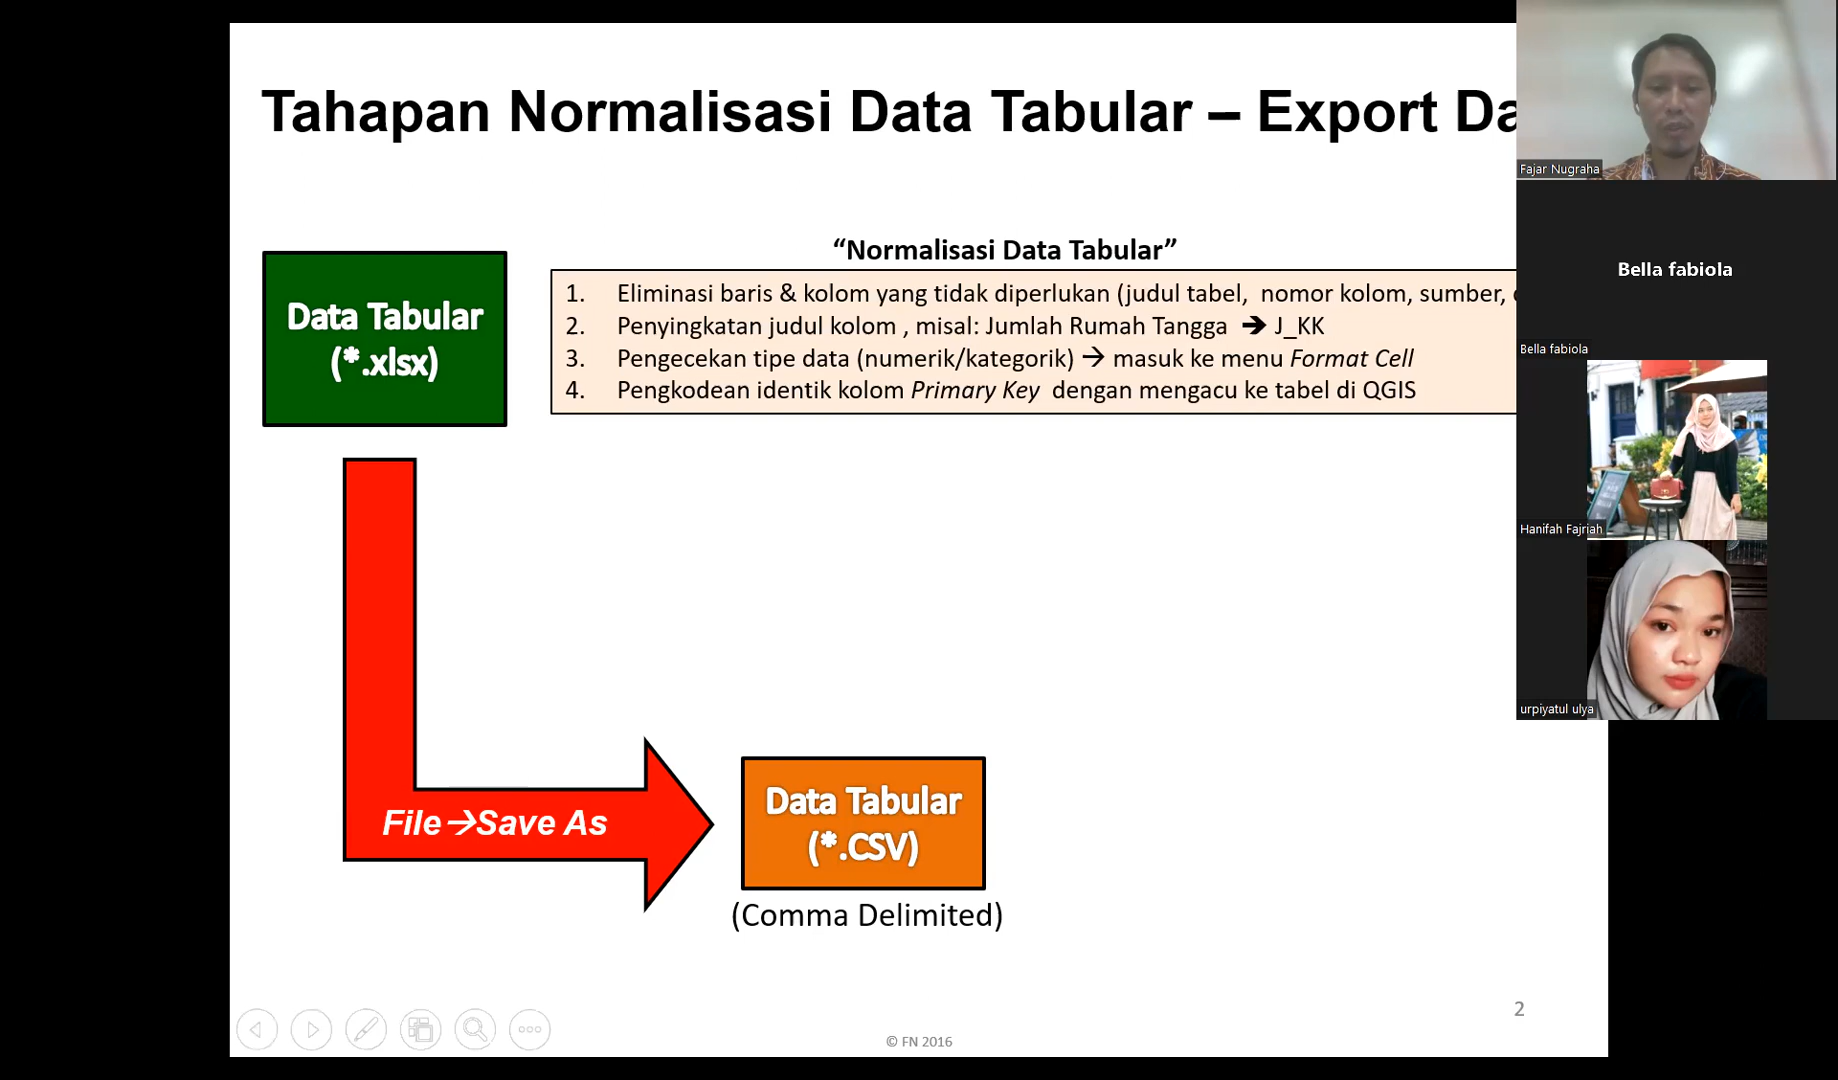 Tahapan Normalisasi Data Tabular – Export Da
Fajar Nugraha
Bella fabiola
Bella fabiola
Hanifah Fajriah
urpiyatul ulya
Data Tabular
(*.xlsx)
“Normalisasi Data Tabular”
1. Eliminasi baris & kolom yang tidak diperlukan (judul tabel, nomor kolom, sumber,
2. Penyingkatan judul kolom , misal: Jumlah Rumah Tangga ➔ J_KK
3. Pengecekan tipe data (numerik/kategorik) → masuk ke menu Format Cell
4. Pengkodean identik kolom Primary Key dengan mengacu ke tabel di QGIS
File→Save As
Data Tabular
(*.CSV)
(Comma Delimited)
2
© FN 2016